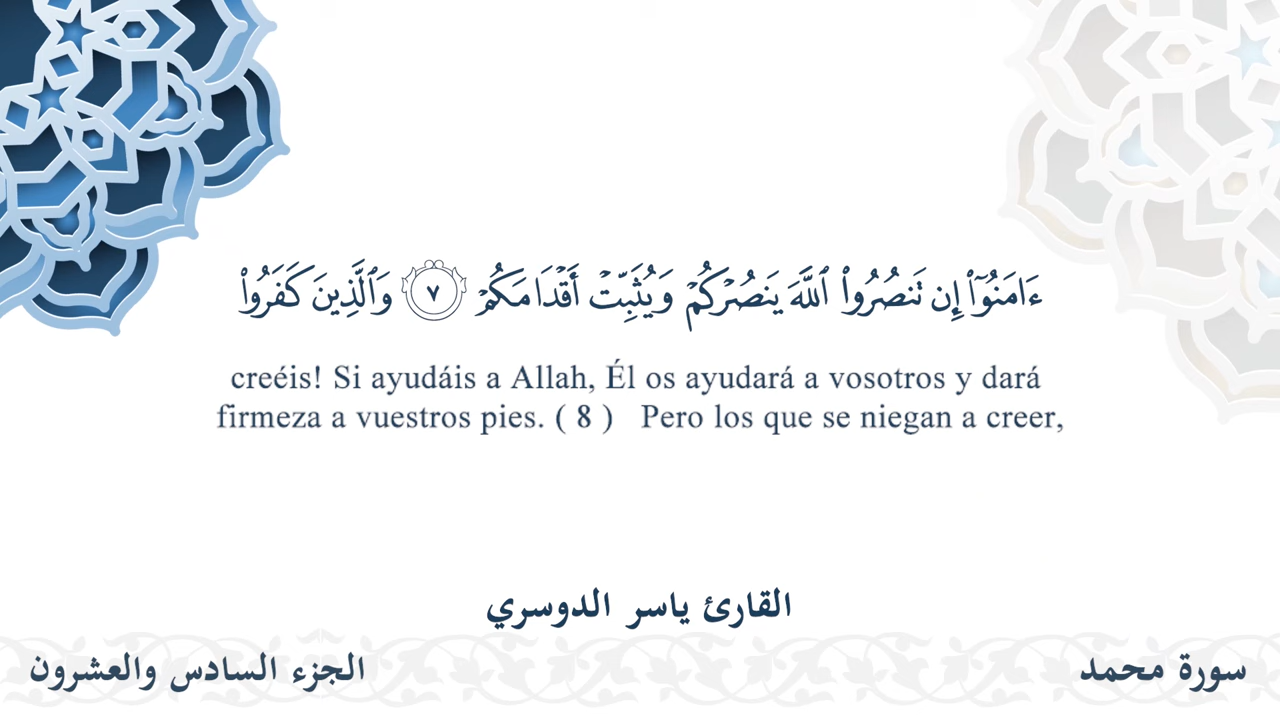 ءَامَنُوٓا۟ إِن تَنصُرُوا۟ ٱللَّهَ يَنصُرْكُمْ وَيُثَبِّتْ أَقْدَامَكُمْ ٧ وَٱلَّذِينَ كَفَرُوا۟
creéis! Si ayudáis a Allah, Él os ayudará a vosotros y dará
firmeza a vuestros pies. ( 8 ) Pero los que se niegan a creer,
القارئ ياسر الدوسري
سورة محمد
الجزء السادس والعشرون